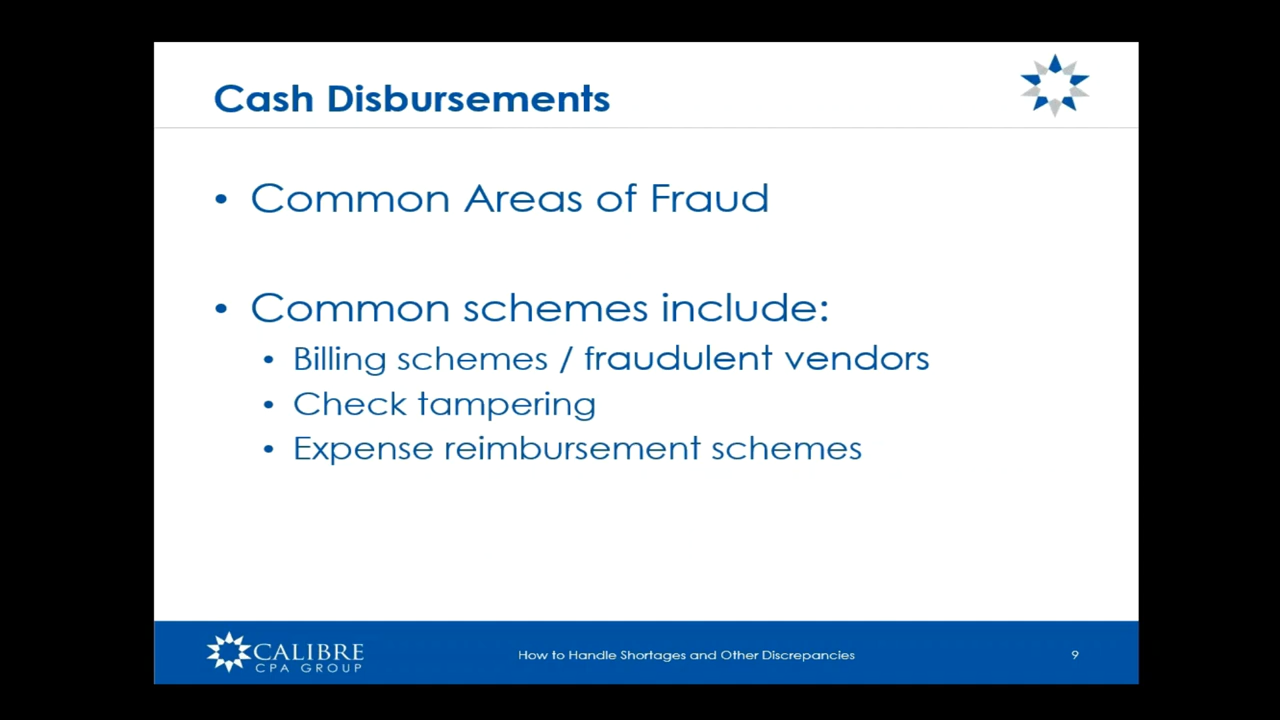 Cash Disbursements
• Common Areas of Fraud
• Common schemes include:
• Billing schemes / fraudulent vendors
• Check tampering
• Expense reimbursement schemes
CALIBRE
CPA GROUP
How to Handle Shortages and Other Discrepancies
9